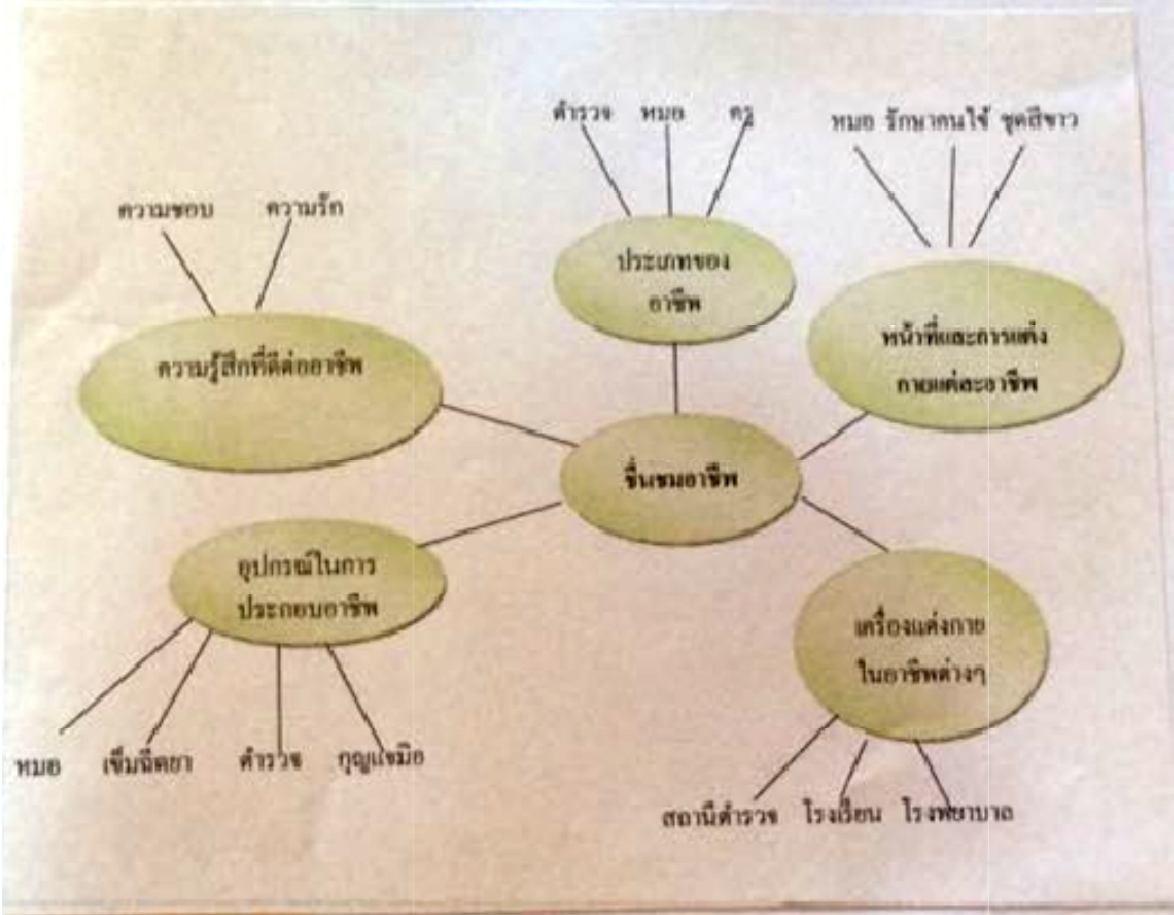 ตำรวจ หมอ ครู
หมอ รักษาคนไข้ ชุดสีขาว
ความชอบ ความรัก
ประเภทของ
อาชีพ
หน้าที่และการแต่ง
กายแต่ละอาชีพ
ความรู้สึกที่ดีต่ออาชีพ
ชื่นชมอาชีพ
อุปกรณ์ในการ
ประกอบอาชีพ
เครื่องแต่งกาย
ในอาชีพต่างๆ
หมอ เข็มฉีดยา ตำรวจ กุญแจมือ
สถานีตำรวจ โรงเรียน โรงพยาบาล